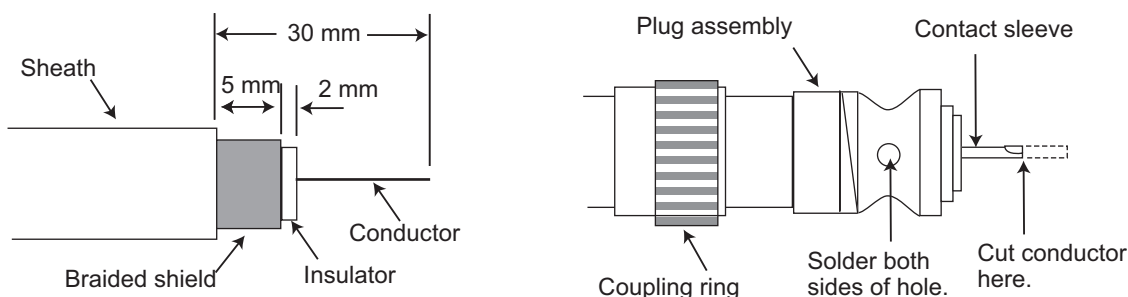 30 mm
Sheath
5 mm
2 mm
Conductor
Braided shield
Insulator
Plug assembly
Contact sleeve
Coupling ring
Solder both
sides of hole.
Cut conductor
here.